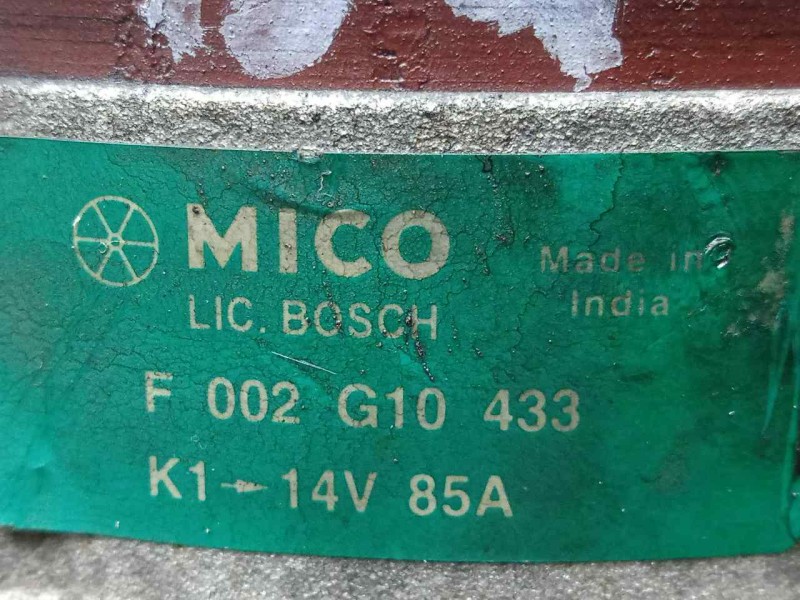 MICO
Made in
India
LIC. BOSCH
F 002 G10 433
K1→14V 85A